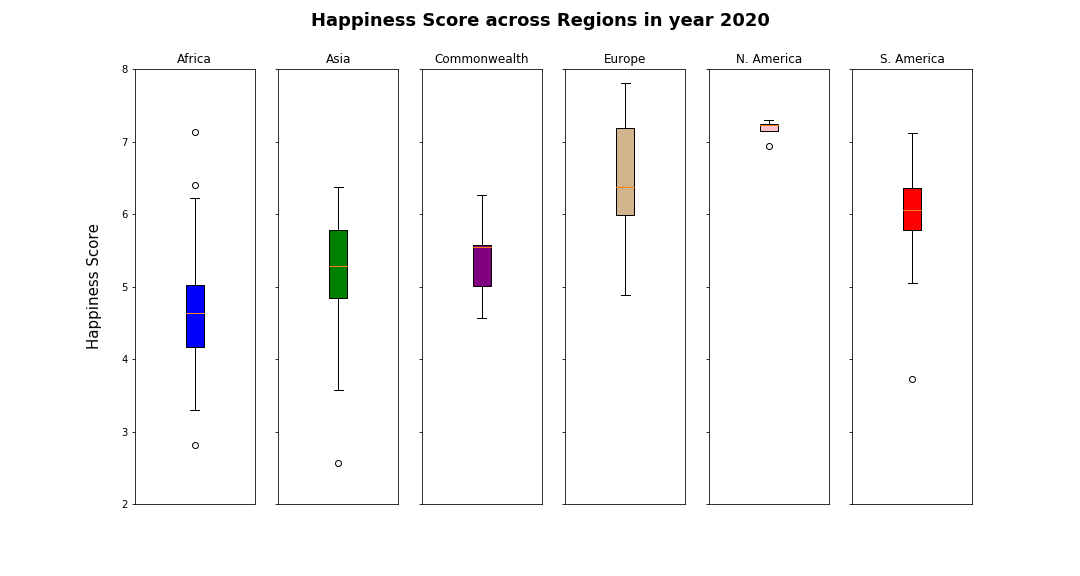 Happiness Score across Regions in year 2020
Africa Asia Commonwealth Europe N. America S. America
8
7
6
5
4
3
2
Happiness Score